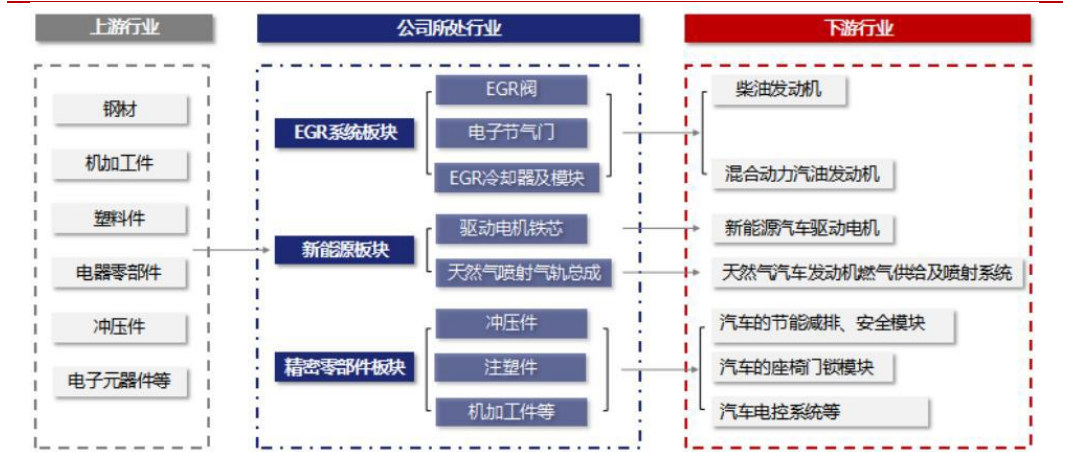 上游行业
钢材
机加工件
塑料件
电器零部件
冲压件
电子元器件等
公司所处行业
EGR系统板块
EGR阀
电子节气门
EGR冷却器及模块
新能源板块
驱动电机铁芯
天然气喷射气轨总成
精密零部件板块
冲压件
注塑件
机加工件等
下游行业
柴油发动机
混合动力汽油发动机
新能源汽车驱动电机
天然气汽车发动机燃气供给及喷射系统
汽车的节能减排、安全模块
汽车的座椅门锁模块
汽车电控系统等